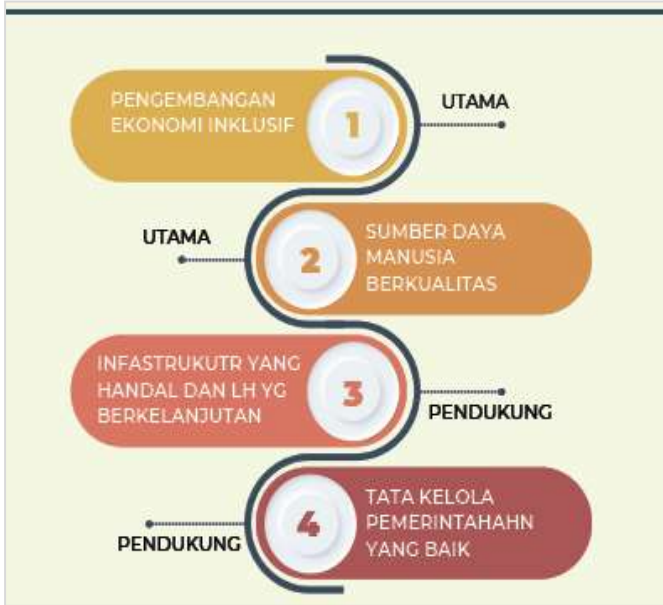 PENGEMBANGAN
EKONOMI INKLUSIF
1
UTAMA
UTAMA
2
SUMBER DAYA
MANUSIA
BERKUALITAS
INFASTRUKUTR YANG
HANDAL DAN LH YG
BERKELANJUTAN
3
PENDUKUNG
PENDUKUNG
4
TATA KELOLA
PEMERINTAHAHN
YANG BAIK